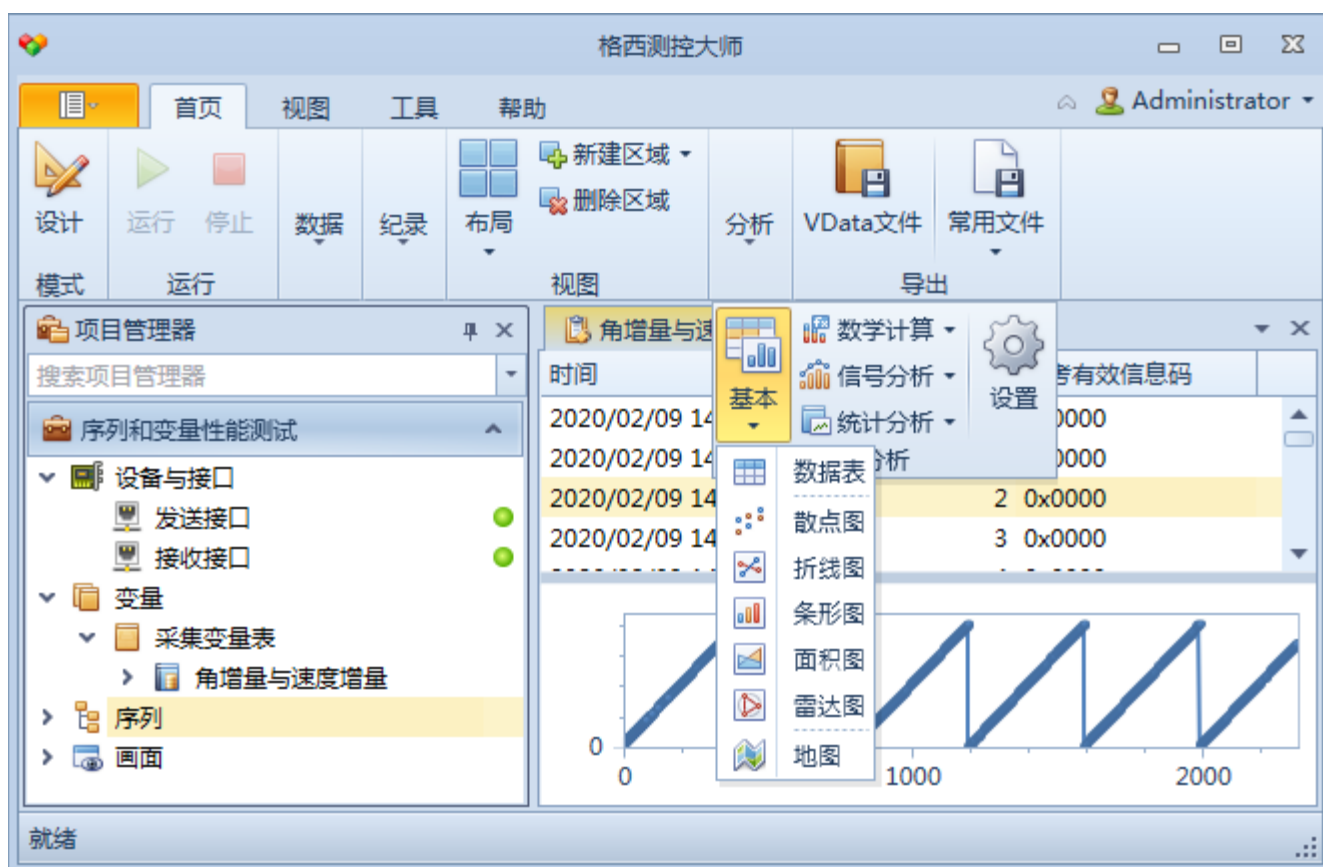 格西测控大师
首页 视图 工具 帮助 Administrator
新建区域
删除区域
设计 运行 停止 数据 纪录 布局 分析 VData文件 常用文件
模式 运行 视图 导出
项目管理器
搜索项目管理器
序列和变量性能测试
设备与接口
发送接口
接收接口
变量
采集变量表
角增量与速度增量
序列
画面
角增量与速
时间 考有效信息码
2020/02/09 14 0000
2020/02/09 14 0000
2020/02/09 14 2 0x0000
2020/02/09 14 3 0x0000
基本
数学计算
信号分析
统计分析
设置
分析
数据表
散点图
折线图
条形图
面积图
雷达图
地图
0
0 1000 2000
就绪